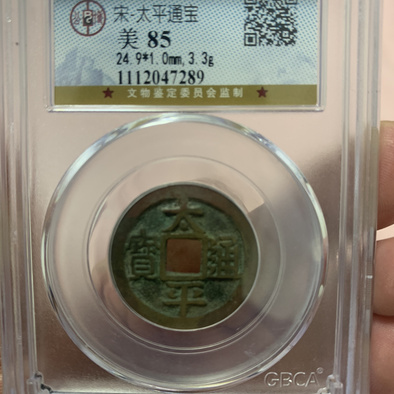 宋-太平通宝
美 85
24.9*1.0mm,3.3g
1112047289
★ 文物鉴定委员会监制 ★
太
寶 通
平
GBCA